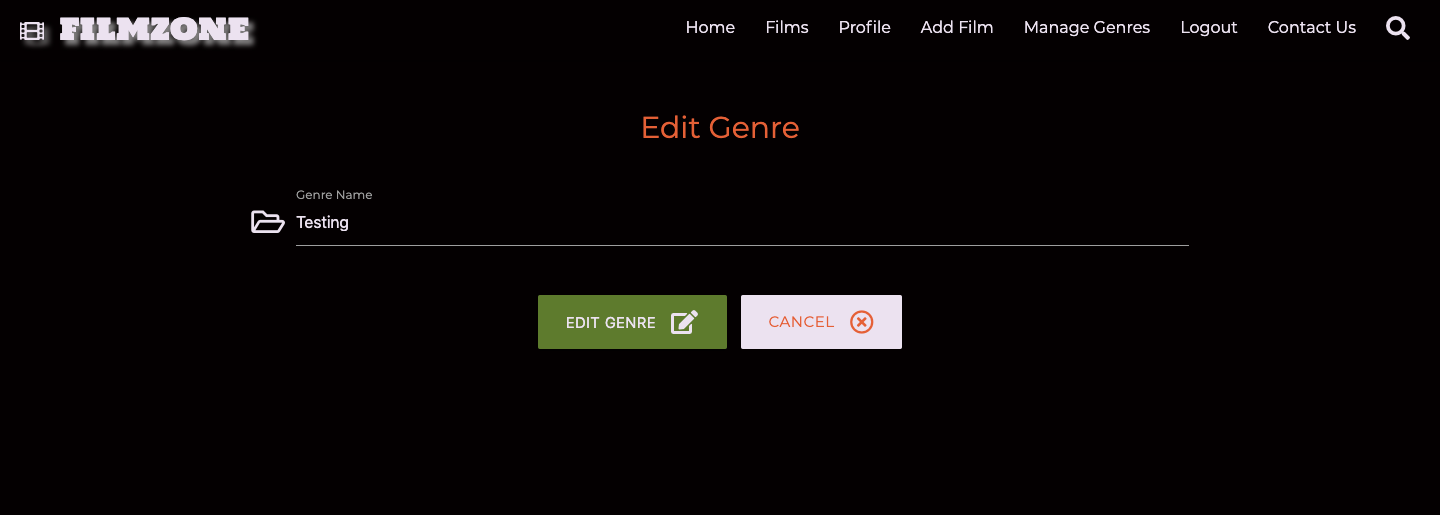 FILMZONE Home Films Profile Add Film Manage Genres Logout Contact Us
Edit Genre
Genre Name
Testing
EDIT GENRE CANCEL